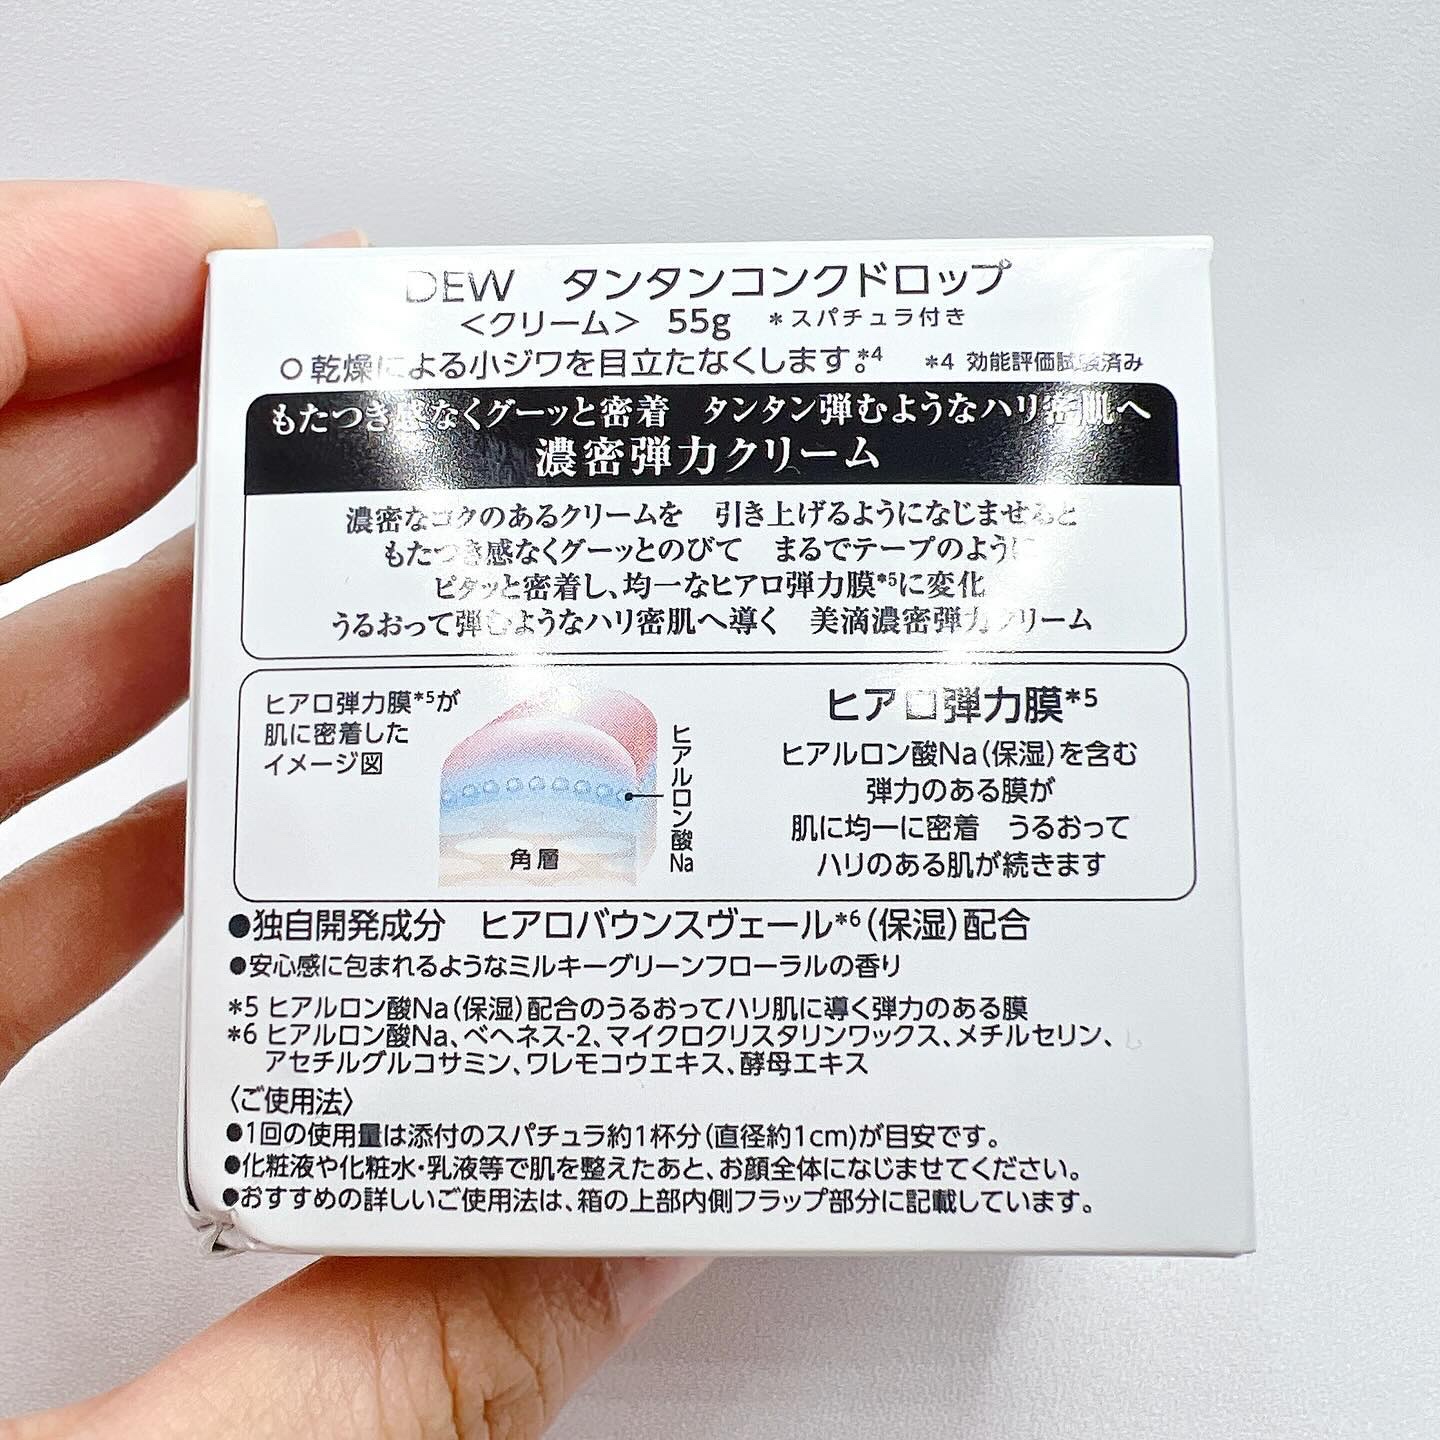 DEW タンタンコンクドロップ
＜クリーム＞ 55g ＊スパチュラ付き
○乾燥による小ジワを目立たなくします。*4 *4 効能評価試験済み
もたつき感なくグーッと密着 タンタン弾むようなハリ密肌へ
濃密弾力クリーム
濃密なコクのあるクリームを 引き上げるようになじませると
もたつき感なくグーッとのびて まるでテープのように
ピタッと密着し、均一なヒアロ弾力膜*5に変化
うるおって弾むようなハリ密肌へ導く 美滴濃密弾力クリーム
ヒアロ弾力膜*5が
肌に密着した
イメージ図
ヒアルロン酸Na
角層
ヒアロ弾力膜*5
ヒアルロン酸Na(保湿)を含む
弾力のある膜が
肌に均一に密着 うるおって
ハリのある肌が続きます
●独自開発成分 ヒアロバウンスヴェール*6(保湿)配合
●安心感に包まれるようなミルキーグリーンフローラルの香り
*5 ヒアルロン酸Na(保湿)配合のうるおってハリ肌に導く弾力のある膜
*6 ヒアルロン酸Na、ベヘネス-2、マイクロクリスタリンワックス、メチルセリン、
アセチルグルコサミン、ワレモコウエキス、酵母エキス
〈ご使用法〉
●1回の使用量は添付のスパチュラ約1杯分(直径約1cm)が目安です。
●化粧液や化粧水・乳液等で肌を整えたあと、お顔全体になじませてください。
●おすすめの詳しいご使用法は、箱の上部内側フラップ部分に記載しています。